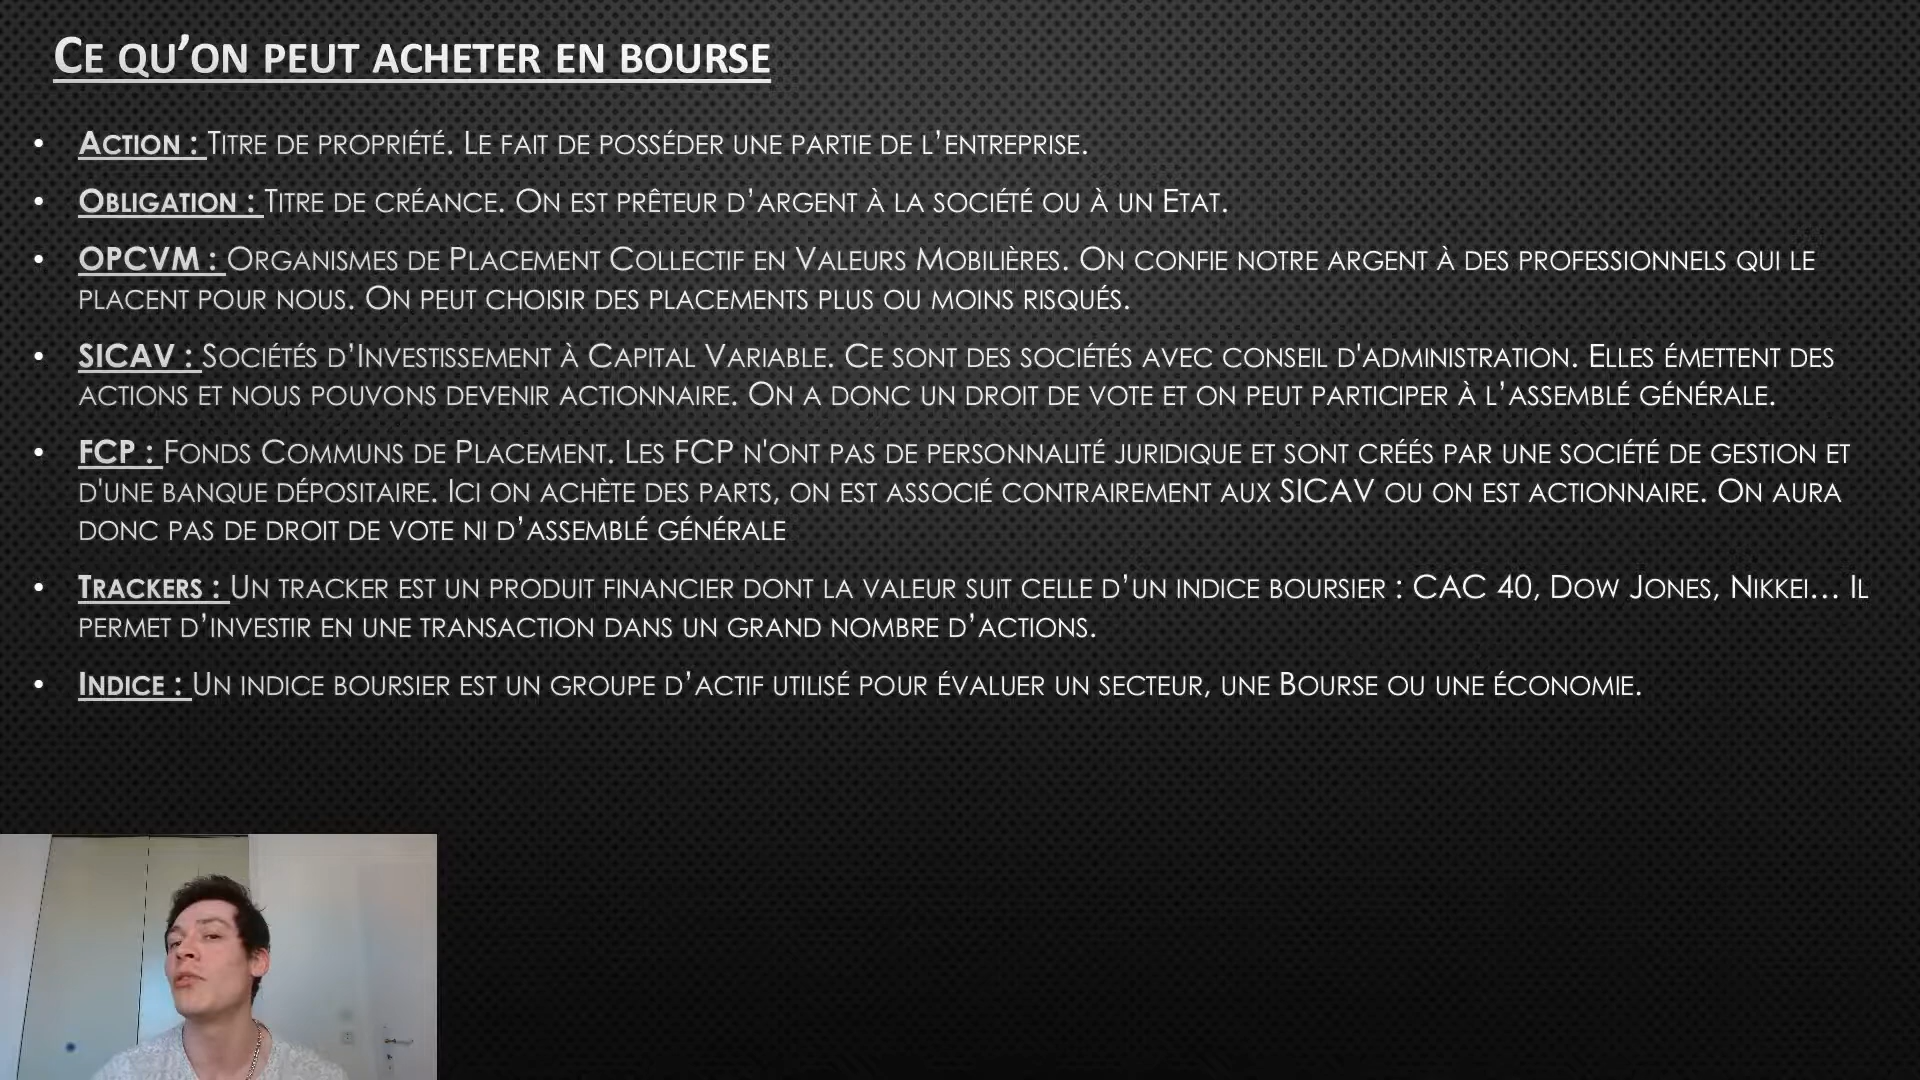 Ce qu’on peut acheter en bourse
• Action : Titre de propriété. Le fait de posséder une partie de l’entreprise.
• Obligation : Titre de créance. On est prêteur d’argent à la société ou à un Etat.
• OPCVM : Organismes de Placement Collectif en Valeurs Mobilières. On confie notre argent à des professionnels qui le
placent pour nous. On peut choisir des placements plus ou moins risqués.
• SICAV : Sociétés d’Investissement à Capital Variable. Ce sont des sociétés avec conseil d'administration. Elles émettent des
actions et nous pouvons devenir actionnaire. On a donc un droit de vote et on peut participer à l’assemblé générale.
• FCP : Fonds Communs de Placement. Les FCP n'ont pas de personnalité juridique et sont créés par une société de gestion et
d'une banque dépositaire. Ici on achète des parts, on est associé contrairement aux SICAV ou on est actionnaire. On aura
donc pas de droit de vote ni d’assemblé générale
• Trackers : Un tracker est un produit financier dont la valeur suit celle d’un indice boursier : CAC 40, Dow Jones, Nikkei… Il
permet d’investir en une transaction dans un grand nombre d’actions.
• Indice : Un indice boursier est un groupe d’actif utilisé pour évaluer un secteur, une Bourse ou une économie.